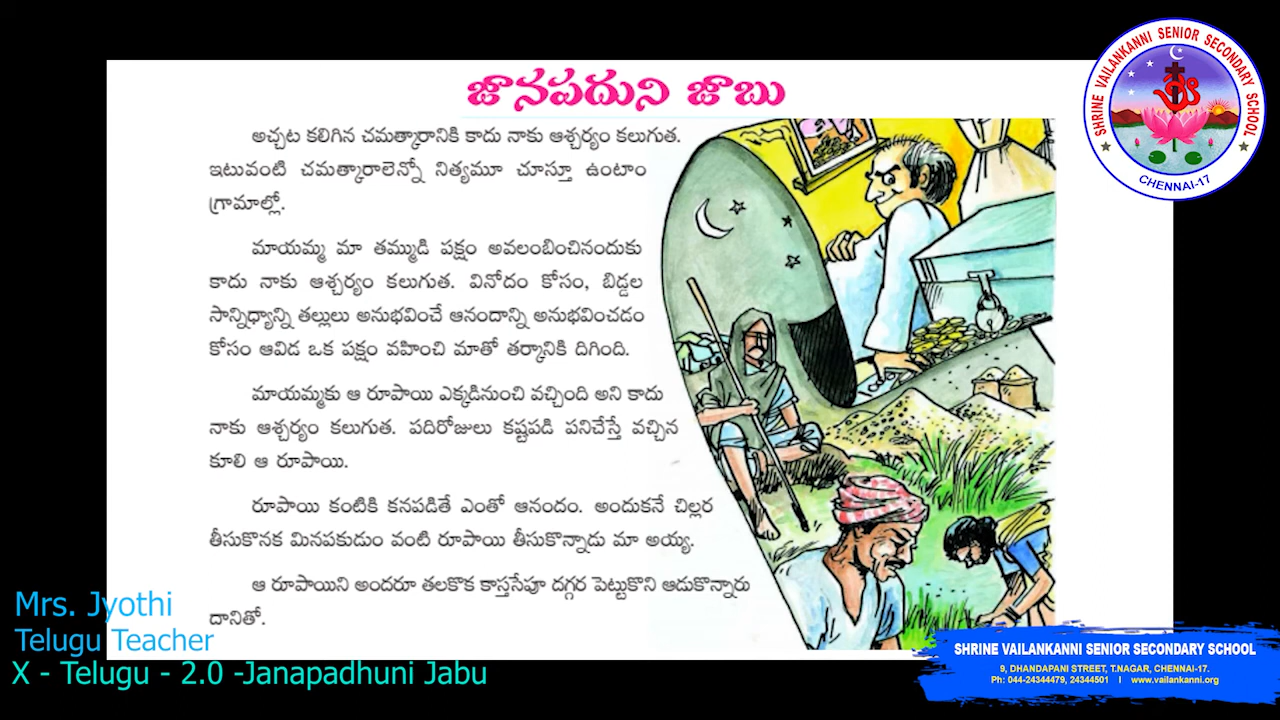 జానపదుని జాబు
అచ్చట కలిగిన చమత్కారానికి కాదు నాకు ఆశ్చర్యం కలుగుత.
ఇటువంటి చమత్కారాలెన్నో నిత్యమూ చూస్తూ ఉంటాం
గ్రామాల్లో.
మాయమ్మ మా తమ్ముడి పక్షం అవలంబించినందుకు
కాదు నాకు ఆశ్చర్యం కలుగుత. వినోదం కోసం, బిడ్డల
సాన్నిధ్యాన్ని తల్లులు అనుభవించే ఆనందాన్ని అనుభవించడం
కోసం ఆవిడ ఒక పక్షం వహించి మాతో తర్కానికి దిగింది.
మాయమ్మకు ఆ రూపాయి ఎక్కడినుంచి వచ్చింది అని కాదు
నాకు ఆశ్చర్యం కలుగుత. పదిరోజులు కష్టపడి పనిచేస్తే వచ్చిన
కూలి ఆ రూపాయి.
రూపాయి కంటికి కనపడితే ఎంతో ఆనందం. అందుకనే చిల్లర
తీసుకొనక మినపకుడుం వంటి రూపాయి తీసుకొన్నాడు మా అయ్య.
ఆ రూపాయిని అందరూ తలకొక కాస్తసేపూ దగ్గర పెట్టుకొని ఆడుకొన్నారు
దానితో.
Mrs. Jyothi
Telugu Teacher
X - Telugu - 2.0 -Janapadhuni Jabu
SHRINE VAILANKANNI SENIOR SECONDARY SCHOOL
CHENNAI-17
SHRINE VAILANKANNI SENIOR SECONDARY SCHOOL
9, DHANDAPANI STREET, T.NAGAR, CHENNAI-17.
Ph: 044-24344479, 24344501 I www.vailankanni.org